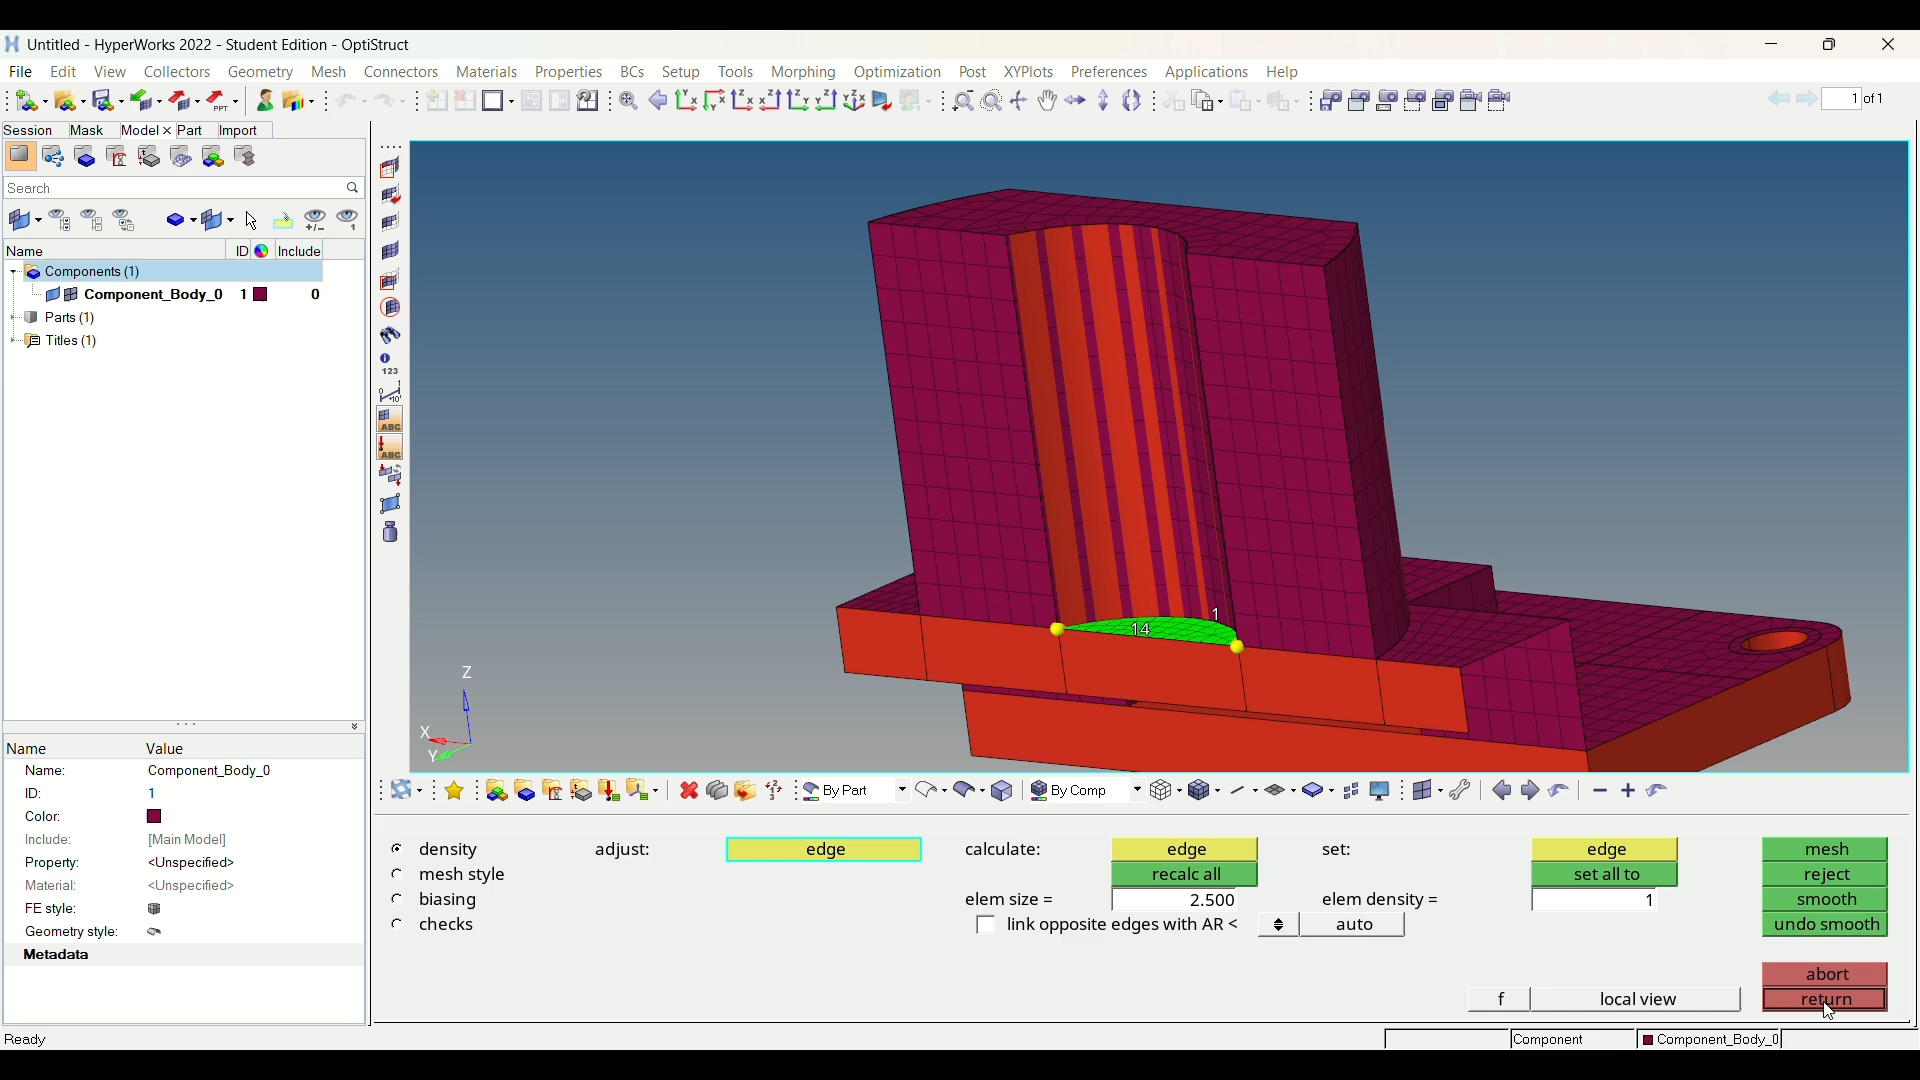 Untitled - HyperWorks 2022 - Student Edition - OptiStruct
File Edit View Collectors Geometry Mesh Connectors Materials Properties BCs Setup Tools Morphing Optimization Post XYPlots Preferences Applications Help
1 of 1
Session Mask Model × Part Import
Search
Name ID Include
Components (1)
Component_Body_0 1 0
Parts (1)
Titles (1)
Name Value
Name: Component_Body_0
ID: 1
Color:
Include: [Main Model]
Property: <Unspecified>
Material: <Unspecified>
FE style:
Geometry style:
Metadata
123
ABC
ABC
1
14
Z
X
Y
By Part By Comp
density adjust: edge calculate: edge set: edge mesh
mesh style recalc all set all to reject
biasing elem size = 2.500 elem density = 1 smooth
checks link opposite edges with AR < auto undo smooth
abort
f local view return
Ready Component Component_Body_0